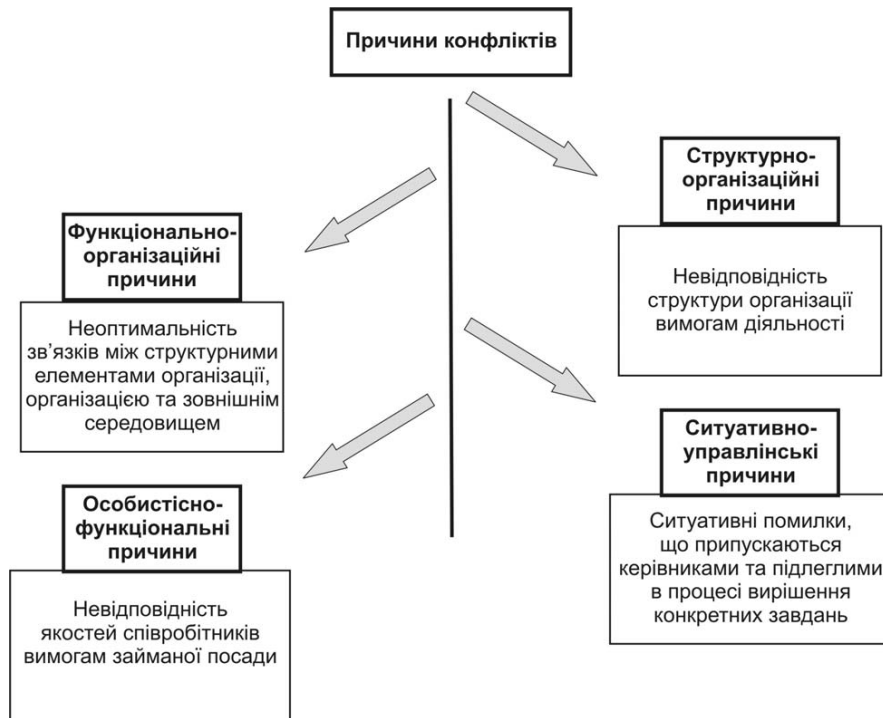 Причини конфліктів
Структурно-
організаційні
причини
Невідповідність
структури організації
вимогам діяльності
Функціонально-
організаційні
причини
Неоптимальність
зв’язків між структурними
елементами організації,
організацією та зовнішнім
середовищем
Ситуативно-
управлінські
причини
Ситуативні помилки,
що припускаються
керівниками та підлеглими
в процесі вирішення
конкретних завдань
Особистісно-
функціональні
причини
Невідповідність
якостей співробітників
вимогам займаної посади